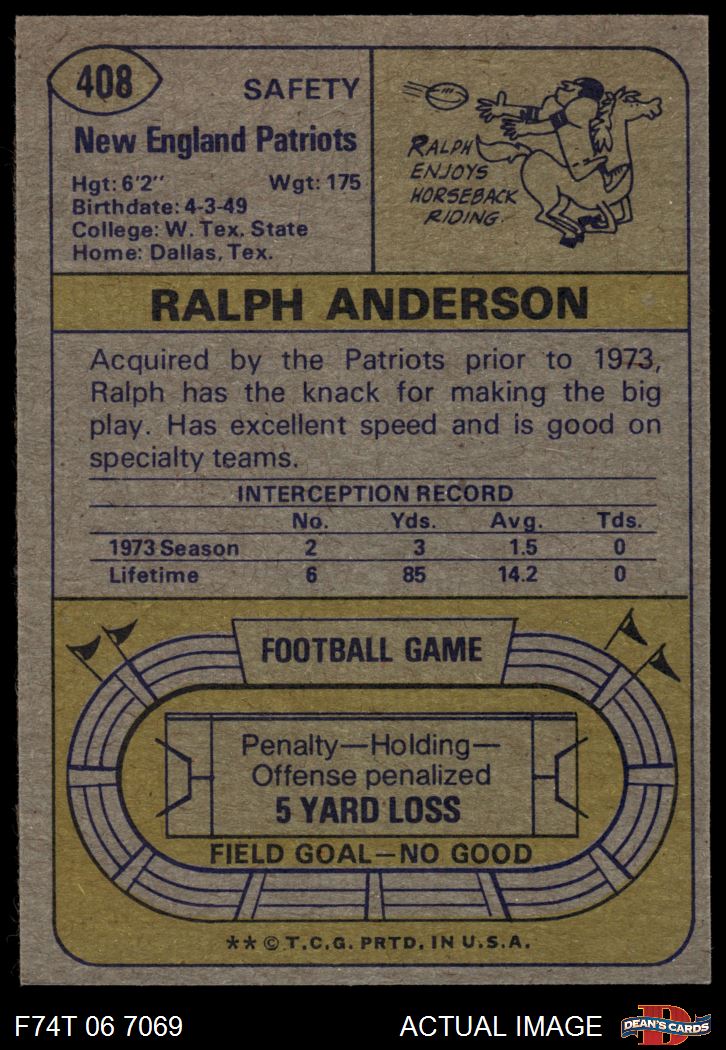 408
SAFETY
New England Patriots
Hgt: 6'2" Wgt: 175
Birthdate: 4-3-49
College: W. Tex. State
Home: Dallas, Tex.
RALPH
ENJOYS
HORSEBACK
RIDING.
RALPH ANDERSON
Acquired by the Patriots prior to 1973,
Ralph has the knack for making the big
play. Has excellent speed and is good on
specialty teams.
INTERCEPTION RECORD
No. Yds. Avg. Tds.
1973 Season 2 3 1.5 0
Lifetime 6 85 14.2 0
FOOTBALL GAME
Penalty—Holding—
Offense penalized
5 YARD LOSS
FIELD GOAL—NO GOOD
** © T.C.G. PRTD. IN U.S.A.
F74T 06 7069 ACTUAL IMAGE
D
DEAN'S CARDS